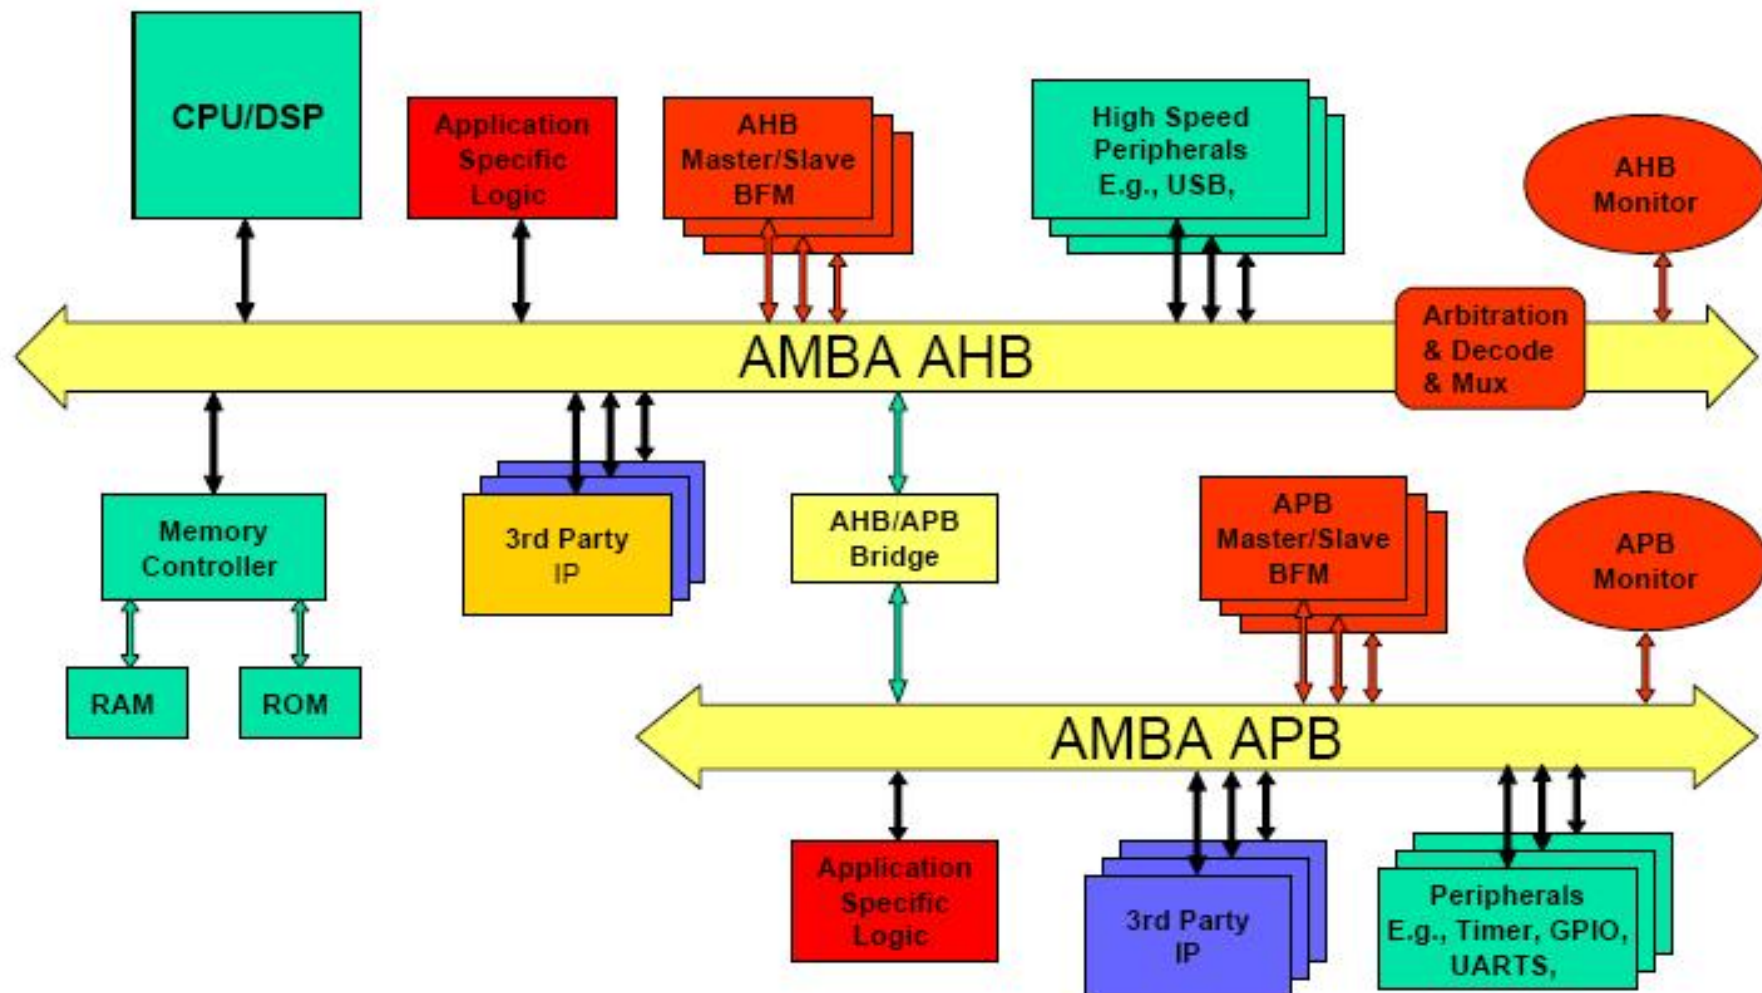 CPU/DSP
Application
Specific
Logic
AHB
Master/Slave
BFM
High Speed
Peripherals
E.g., USB,
AHB
Monitor
AMBA AHB
Arbitration
& Decode
& Mux
Memory
Controller
RAM
ROM
3rd Party
IP
AHB/APB
Bridge
APB
Master/Slave
BFM
APB
Monitor
AMBA APB
Application
Specific
Logic
3rd Party
IP
Peripherals
E.g., Timer, GPIO,
UARTS,